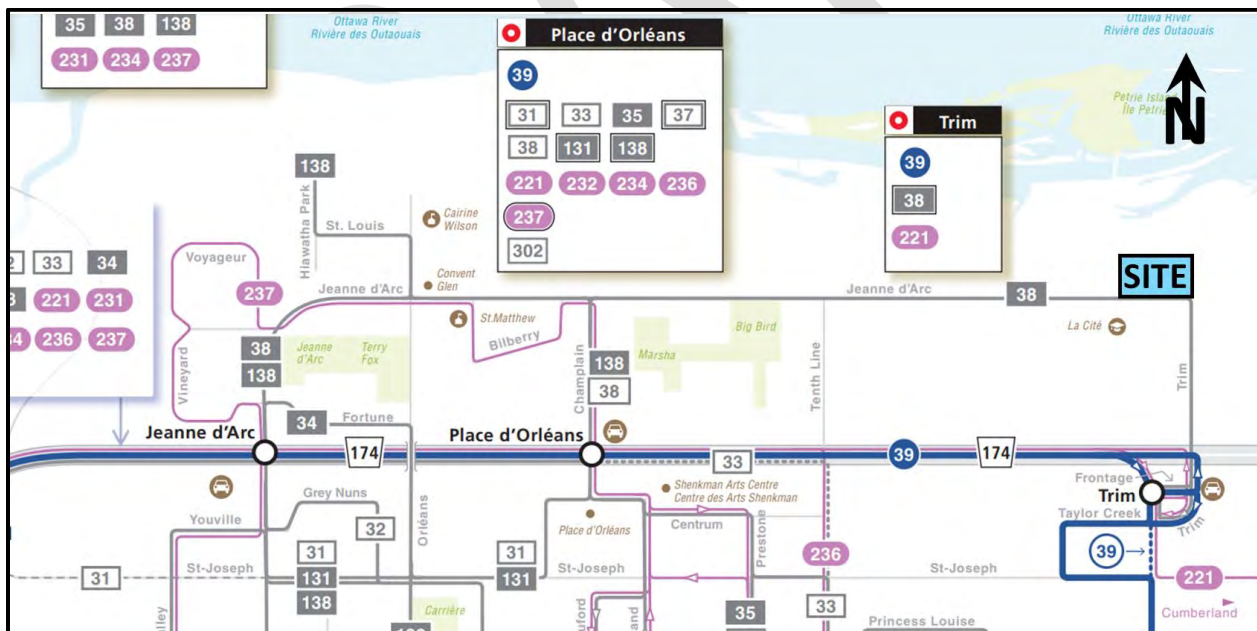 35 38 138
231 234 237
Ottawa River
Rivière des Outaouais
Place d'Orléans
39
31 33 35 37
38 131 138
221 232 234 236
237
302
Trim
39
38
221
Ottawa River
Rivière des Outaouais
N
138
Hiawatha Park
St. Louis
Cairine
Wilson
Convent
Glen
33 34
221 231
236 237
Voyageur
237
Jeanne d'Arc
St.Matthew
Bilberry
Jeanne d'Arc
38
SITE
La Cité
Trim
Vineyard
38
138
Jeanne
d'Arc
Terry
Fox
34
Fortune
Champlain
138
38
Marsha
Big Bird
Tenth Line
Jeanne d'Arc
174
Place d'Orléans
33
39
174
Frontage
Trim
Taylor Creek
Trim
39
Shenkman Arts Centre
Centre des Arts Shenkman
Grey Nuns
Youville
32
Orléans
Place d'Orléans
Centrum
Prestone
236
31
St-Joseph
31
131
138
31
131
St-Joseph
St-Joseph
221
Cumberland
Carrière
35
33
Princess Louise